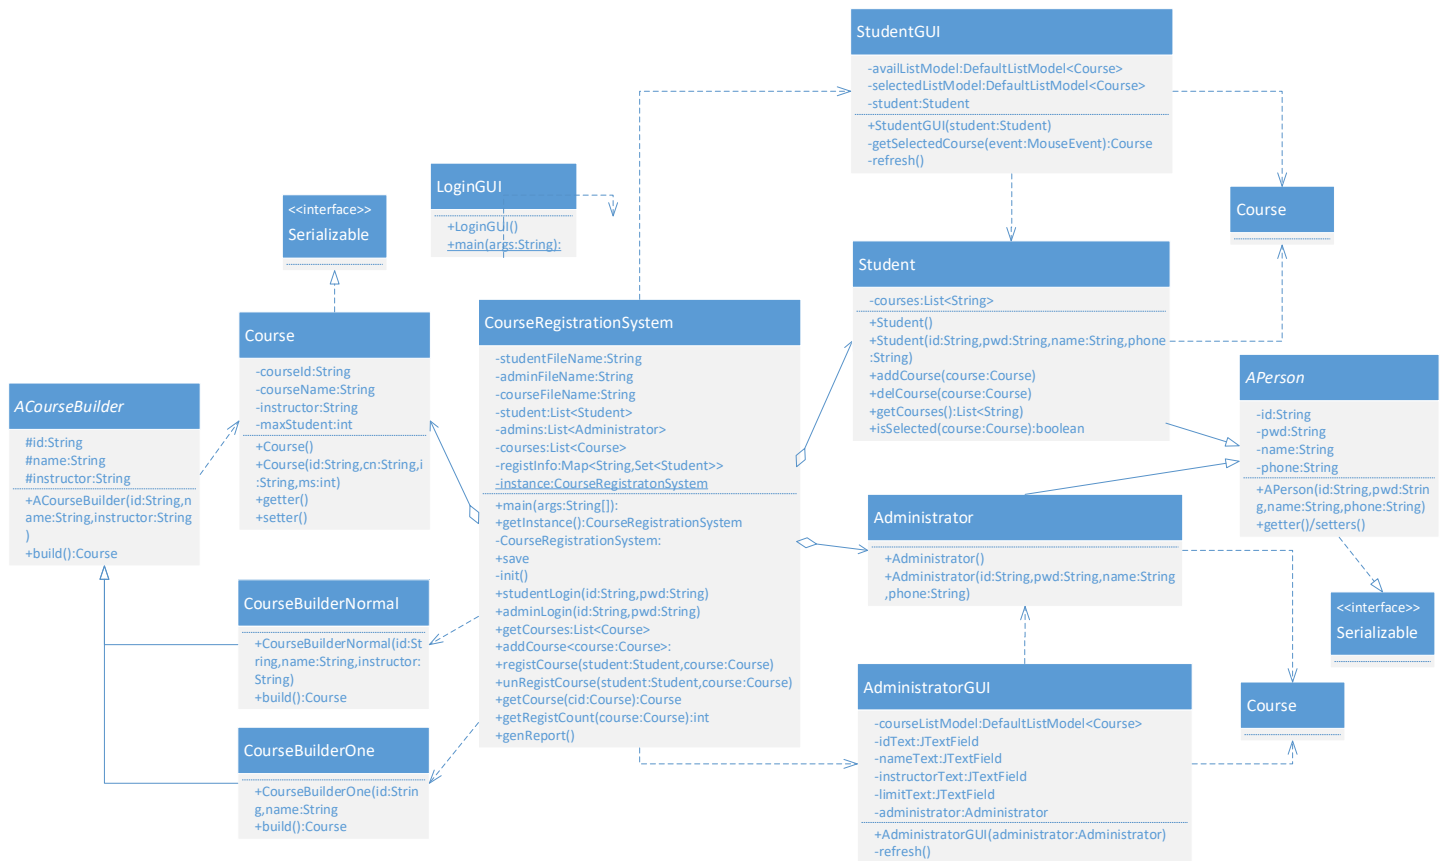 StudentGUI
-availListModel:DefaultListModel<Course>
-selectedListModel:DefaultListModel<Course>
-student:Student
+StudentGUI(student:Student)
-getSelectedCourse(event:MouseEvent):Course
-refresh()
LoginGUI
+LoginGUI()
+main(args:String):
<<interface>>
Serializable
Course
Student
-courses:List<String>
+Student()
+Student(id:String,pwd:String,name:String,phone
:String)
+addCourse(course:Course)
+delCourse(course:Course)
+getCourses():List<String>
+isSelected(course:Course):boolean
CourseRegistrationSystem
-studentFileName:String
-adminFileName:String
-courseFileName:String
-student:List<Student>
-admins:List<Administrator>
-courses:List<Course>
-registInfo:Map<String,Set<Student>>
-instance:CourseRegistratonSystem
+main(args:String[]):
+getInstance():CourseRegistrationSystem
-CourseRegistrationSystem:
+save
-init()
+studentLogin(id:String,pwd:String)
+adminLogin(id:String,pwd:String)
+getCourses:List<Course>
+addCourse<course:Course>:
+registCourse(student:Student,course:Course)
+unRegistCourse(student:Student,course:Course)
+getCourse(cid:Course):Course
+getRegistCount(course:Course):int
+genReport()
Course
-courseId:String
-courseName:String
-instructor:String
-maxStudent:int
+Course()
+Course(id:String,cn:String,i
:String,ms:int)
+getter()
+setter()
ACourseBuilder
#id:String
#name:String
#instructor:String
+ACourseBuilder(id:String,n
ame:String,instructor:String
)
+build():Course
APerson
-id:String
-pwd:String
-name:String
-phone:String
+APerson(id:String,pwd:Strin
g,name:String,phone:String)
+getter()/setters()
Administrator
+Administrator()
+Administrator(id:String,pwd:String,name:String
,phone:String)
CourseBuilderNormal
+CourseBuilderNormal(id:St
ring,name:String,instructor:
String)
+build():Course
<<interface>>
Serializable
AdministratorGUI
-courseListModel:DefaultListModel<Course>
-idText:JTextField
-nameText:JTextField
-instructorText:JTextField
-limitText:JTextField
-administrator:Administrator
+AdministratorGUI(administrator:Administrator)
-refresh()
Course
CourseBuilderOne
+CourseBuilderOne(id:Strin
g,name:String
+build():Course